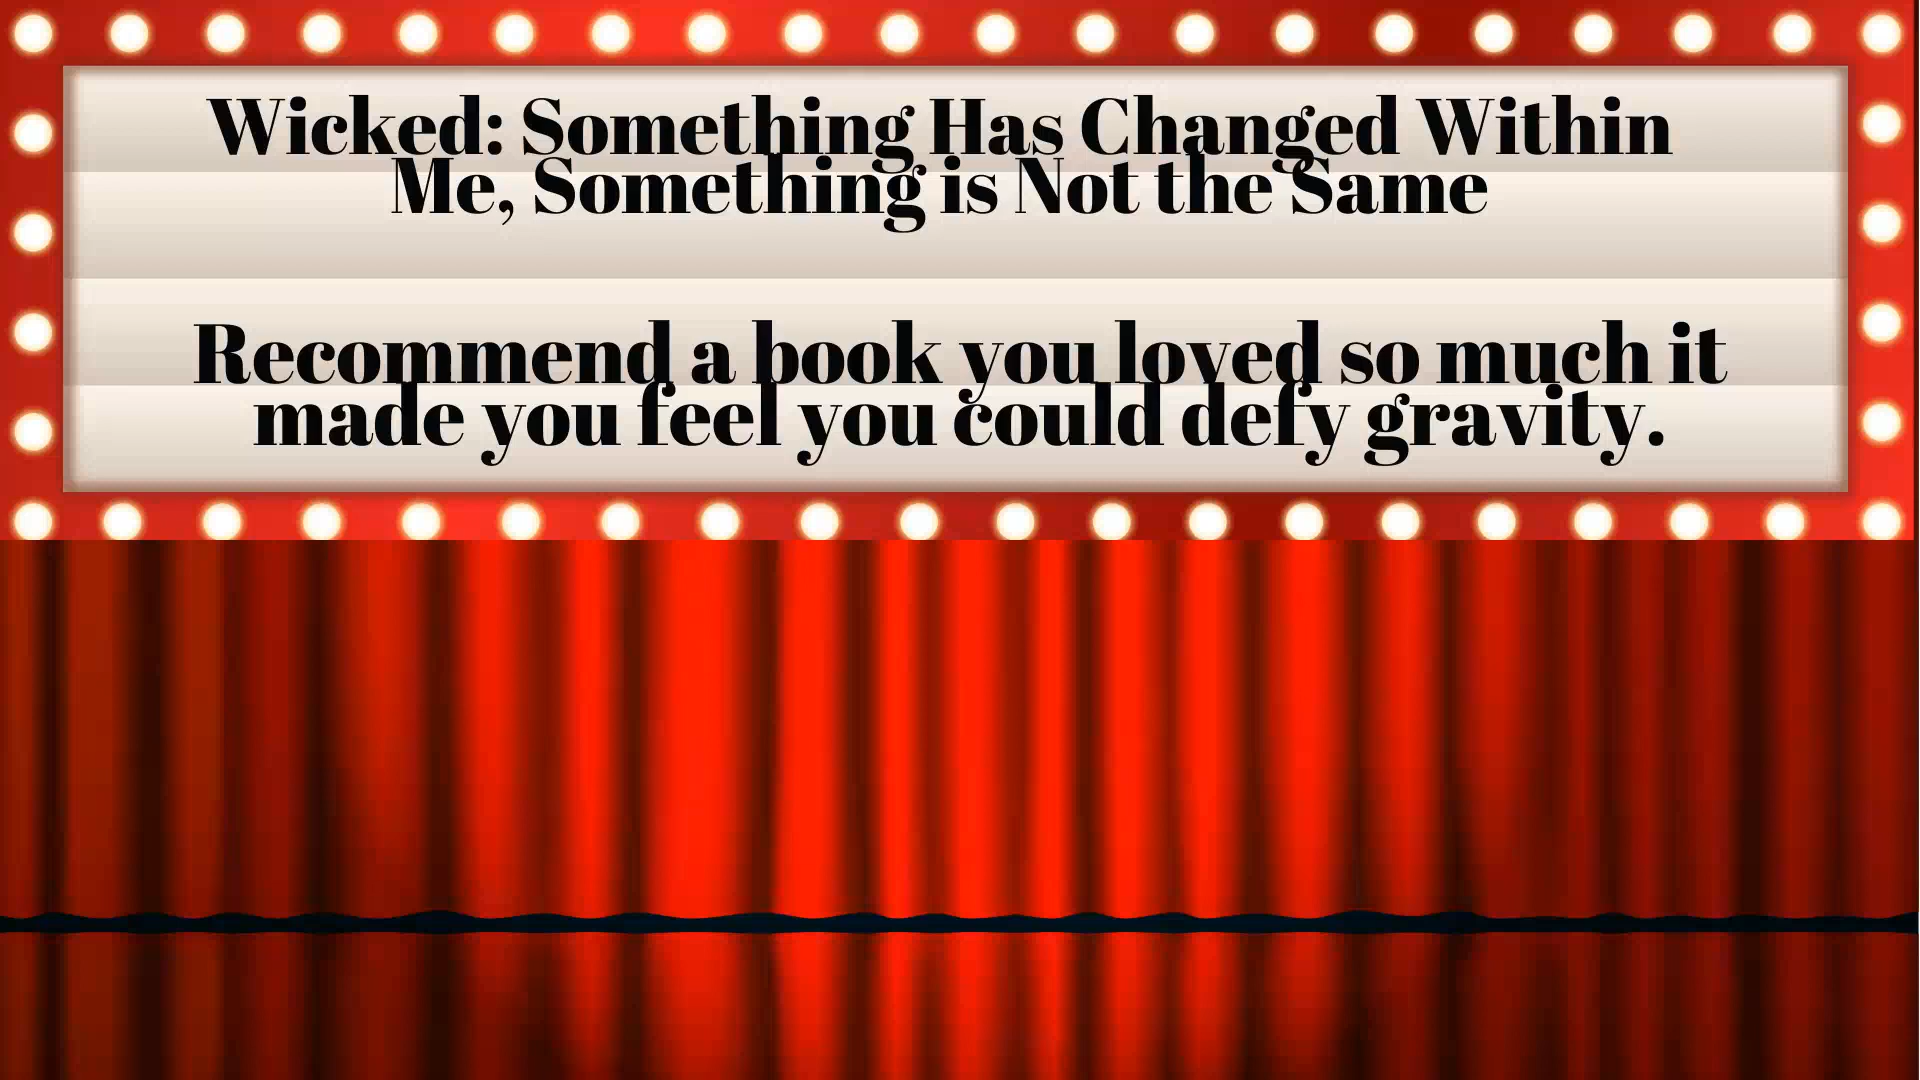 Wicked: Something Has Changed Within
Me, Something is Not the Same
Recommend a book you loved so much it
made you feel you could defy gravity.